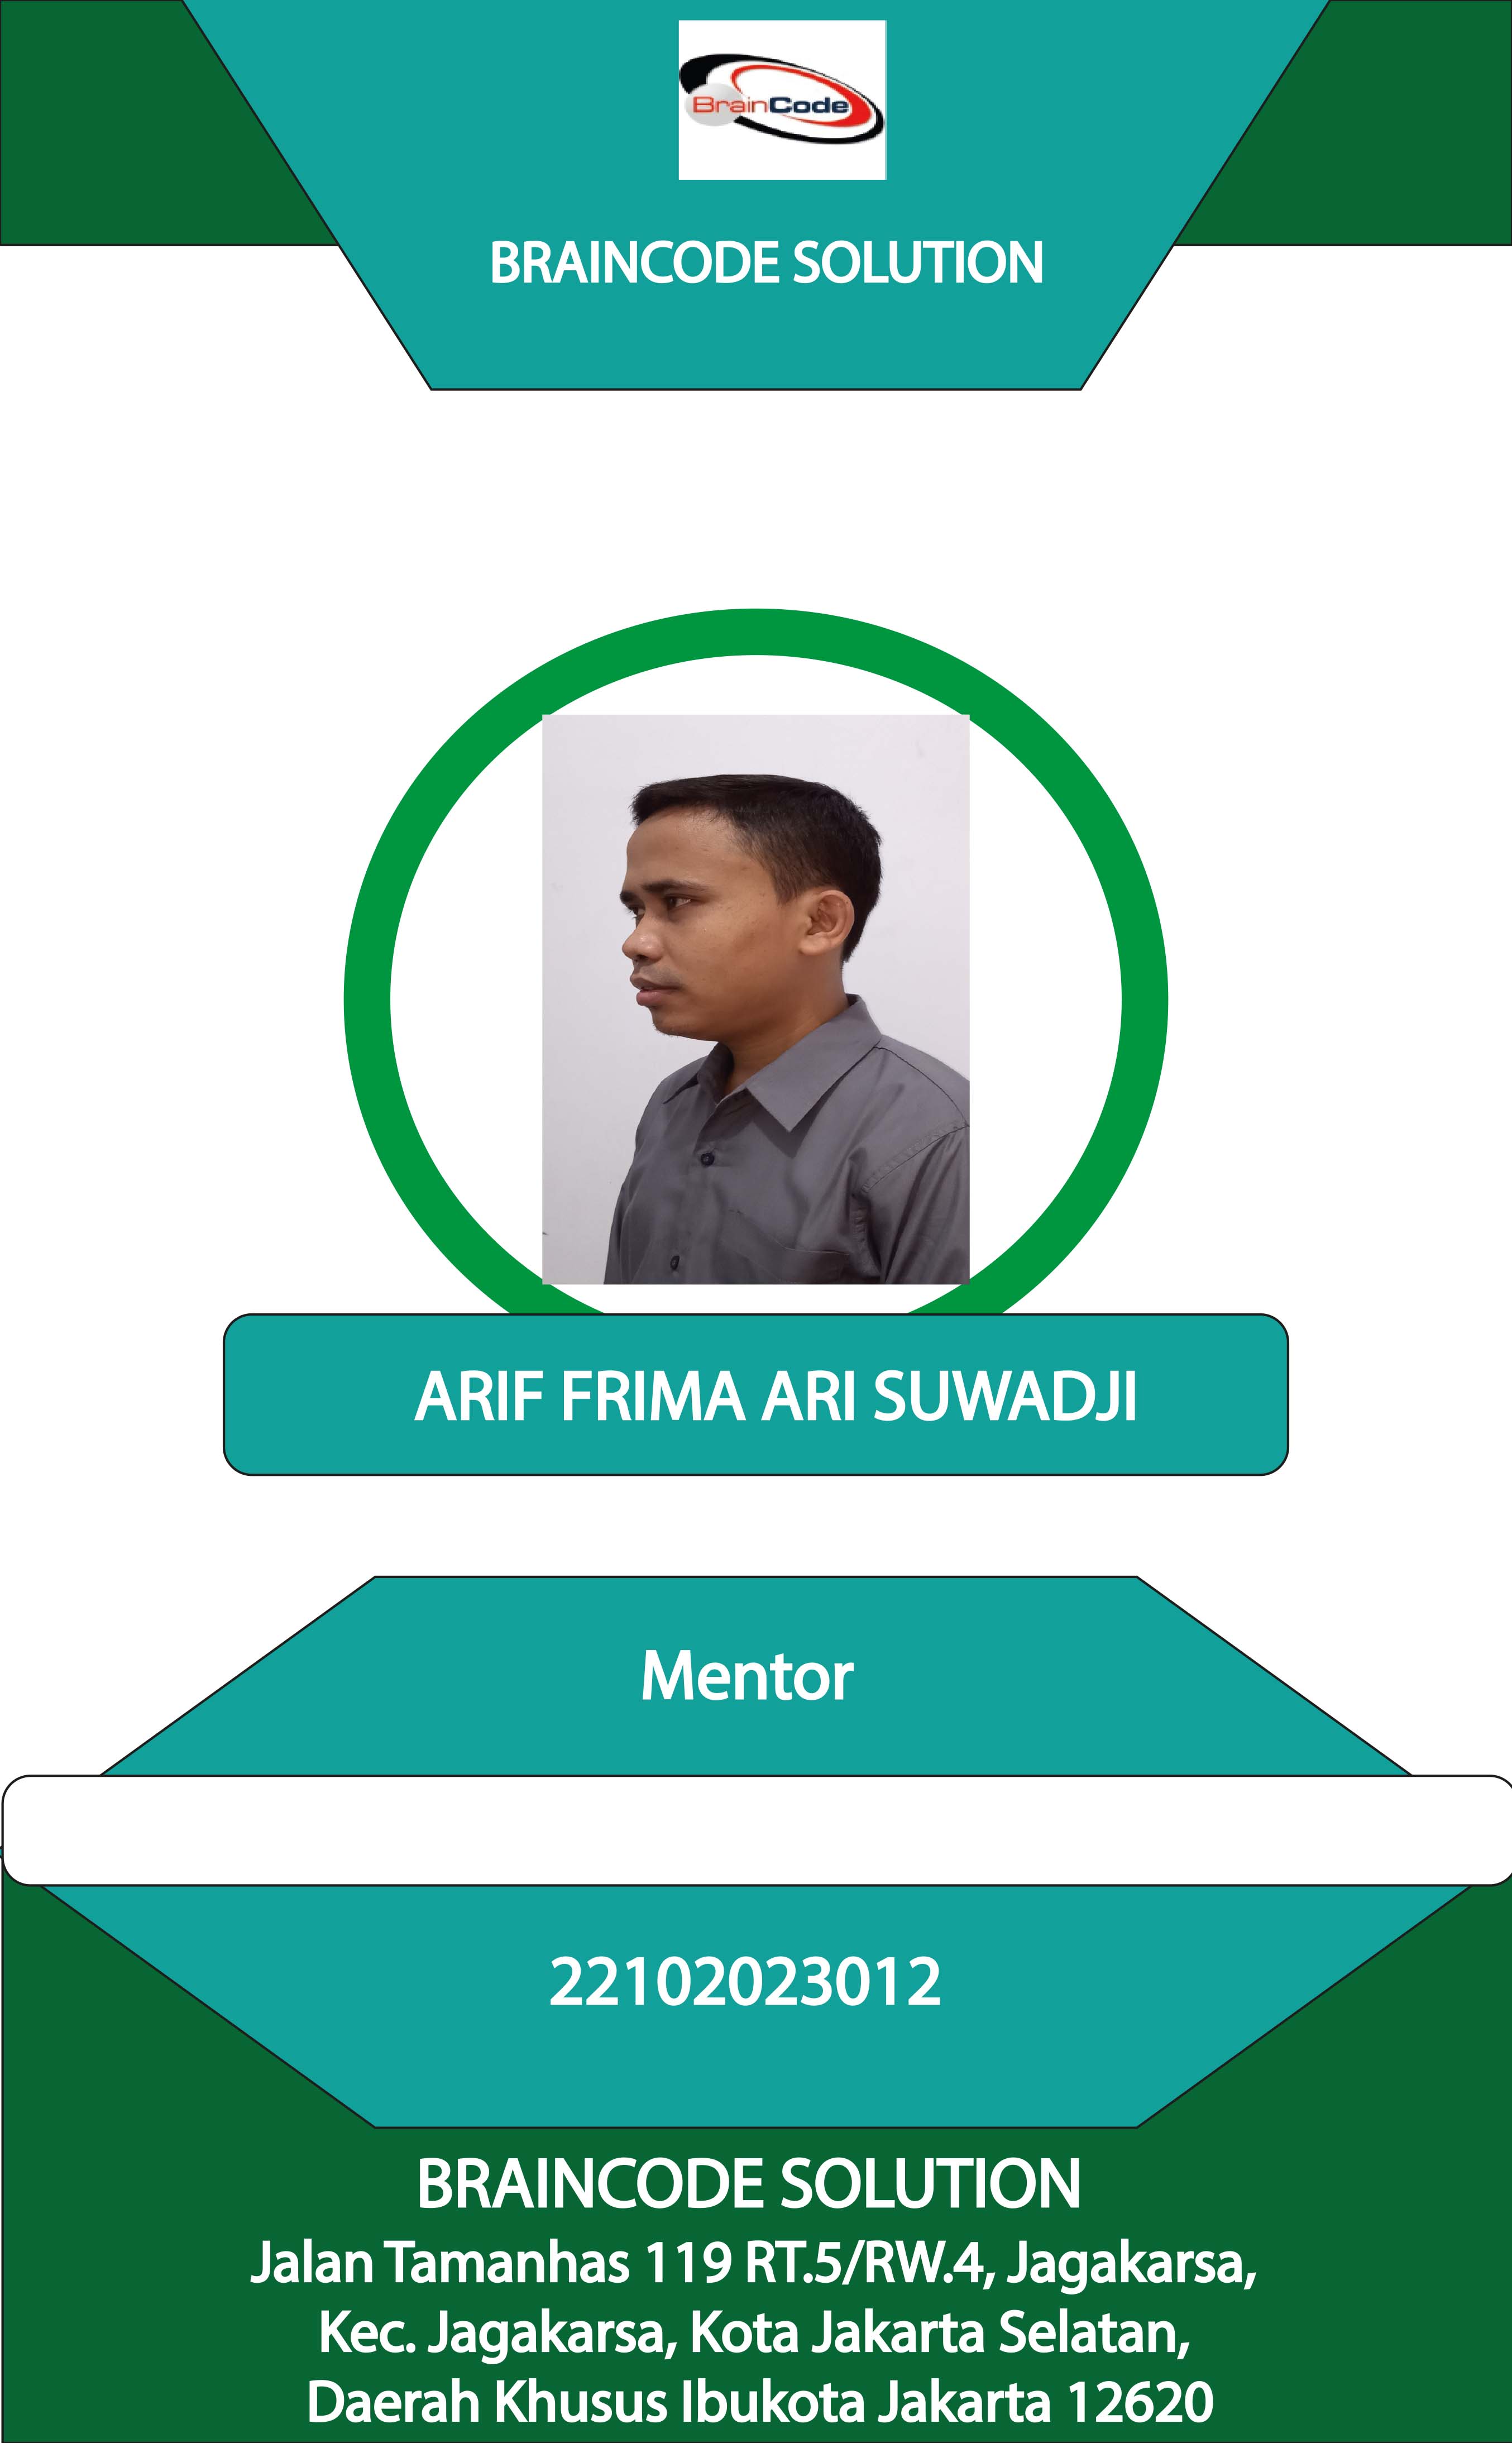 BrainCode
BRAINCODE SOLUTION
ARIF FRIMA ARI SUWADJI
Mentor
22102023012
BRAINCODE SOLUTION
Jalan Tamanhas 119 RT.5/RW.4, Jagakarsa,
Kec. Jagakarsa, Kota Jakarta Selatan,
Daerah Khusus Ibukota Jakarta 12620